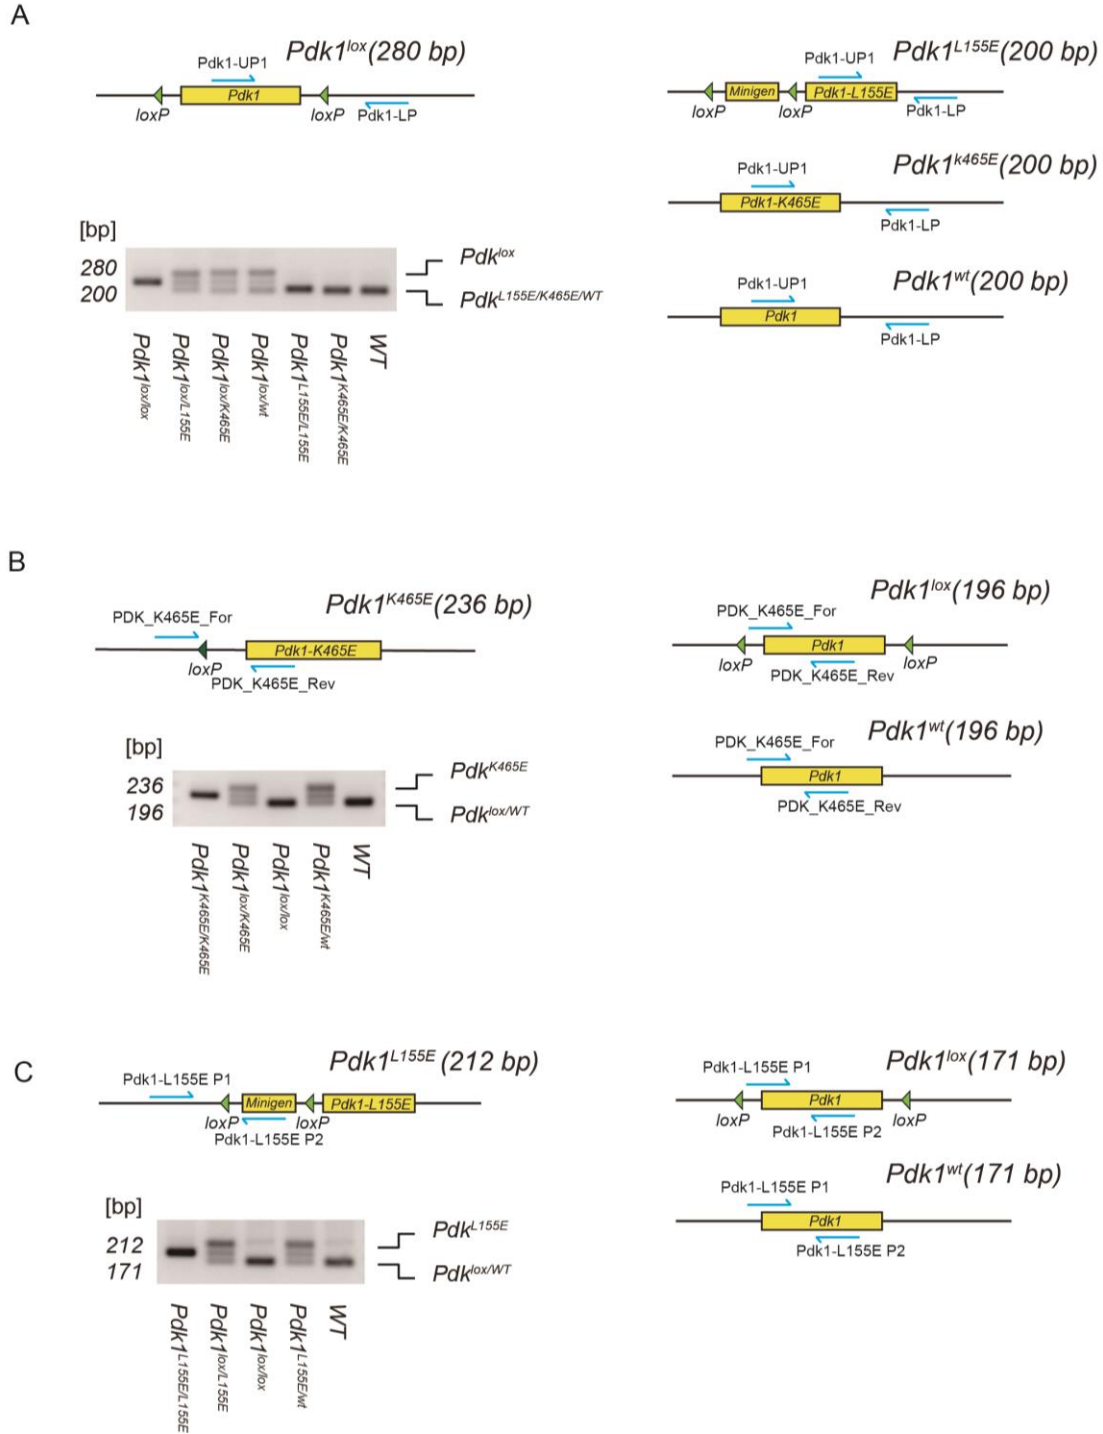 A
Pdk1lox(280 bp)
Pdk1-UP1
Pdk1
loxP
loxP
Pdk1-LP
Pdk1L155E(200 bp)
Pdk1-UP1
Minigen
Pdk1-L155E
loxP
loxP
Pdk1-LP
Pdk1k465E(200 bp)
Pdk1-UP1
Pdk1-K465E
Pdk1-LP
Pdk1wt(200 bp)
Pdk1-UP1
Pdk1
Pdk1-LP
[bp]
280
200
Pdklox
PdkL155E/K465E/WT
Pdk1lox/lox
Pdk1lox/L155E
Pdk1lox/K465E
Pdk1lox/wt
Pdk1L155E/L155E
Pdk1K465E/K465E
WT
B
Pdk1K465E(236 bp)
PDK_K465E_For
Pdk1-K465E
loxP
PDK_K465E_Rev
Pdk1lox(196 bp)
PDK_K465E_For
Pdk1
loxP
loxP
PDK_K465E_Rev
Pdk1wt(196 bp)
PDK_K465E_For
Pdk1
PDK_K465E_Rev
[bp]
236
196
PdkK465E
Pdklox/WT
Pdk1K465E/K465E
Pdk1lox/K465E
Pdk1lox/lox
Pdk1K465E/wt
WT
C
Pdk1L155E (212 bp)
Pdk1-L155E P1
Minigen
Pdk1-L155E
loxP
loxP
Pdk1-L155E P2
Pdk1lox(171 bp)
Pdk1-L155E P1
Pdk1
loxP
loxP
Pdk1-L155E P2
Pdk1wt(171 bp)
Pdk1-L155E P1
Pdk1
Pdk1-L155E P2
[bp]
212
171
PdkL155E
Pdklox/WT
Pdk1L155E/L155E
Pdk1lox/L155E
Pdk1lox/lox
Pdk1L155E/wt
WT